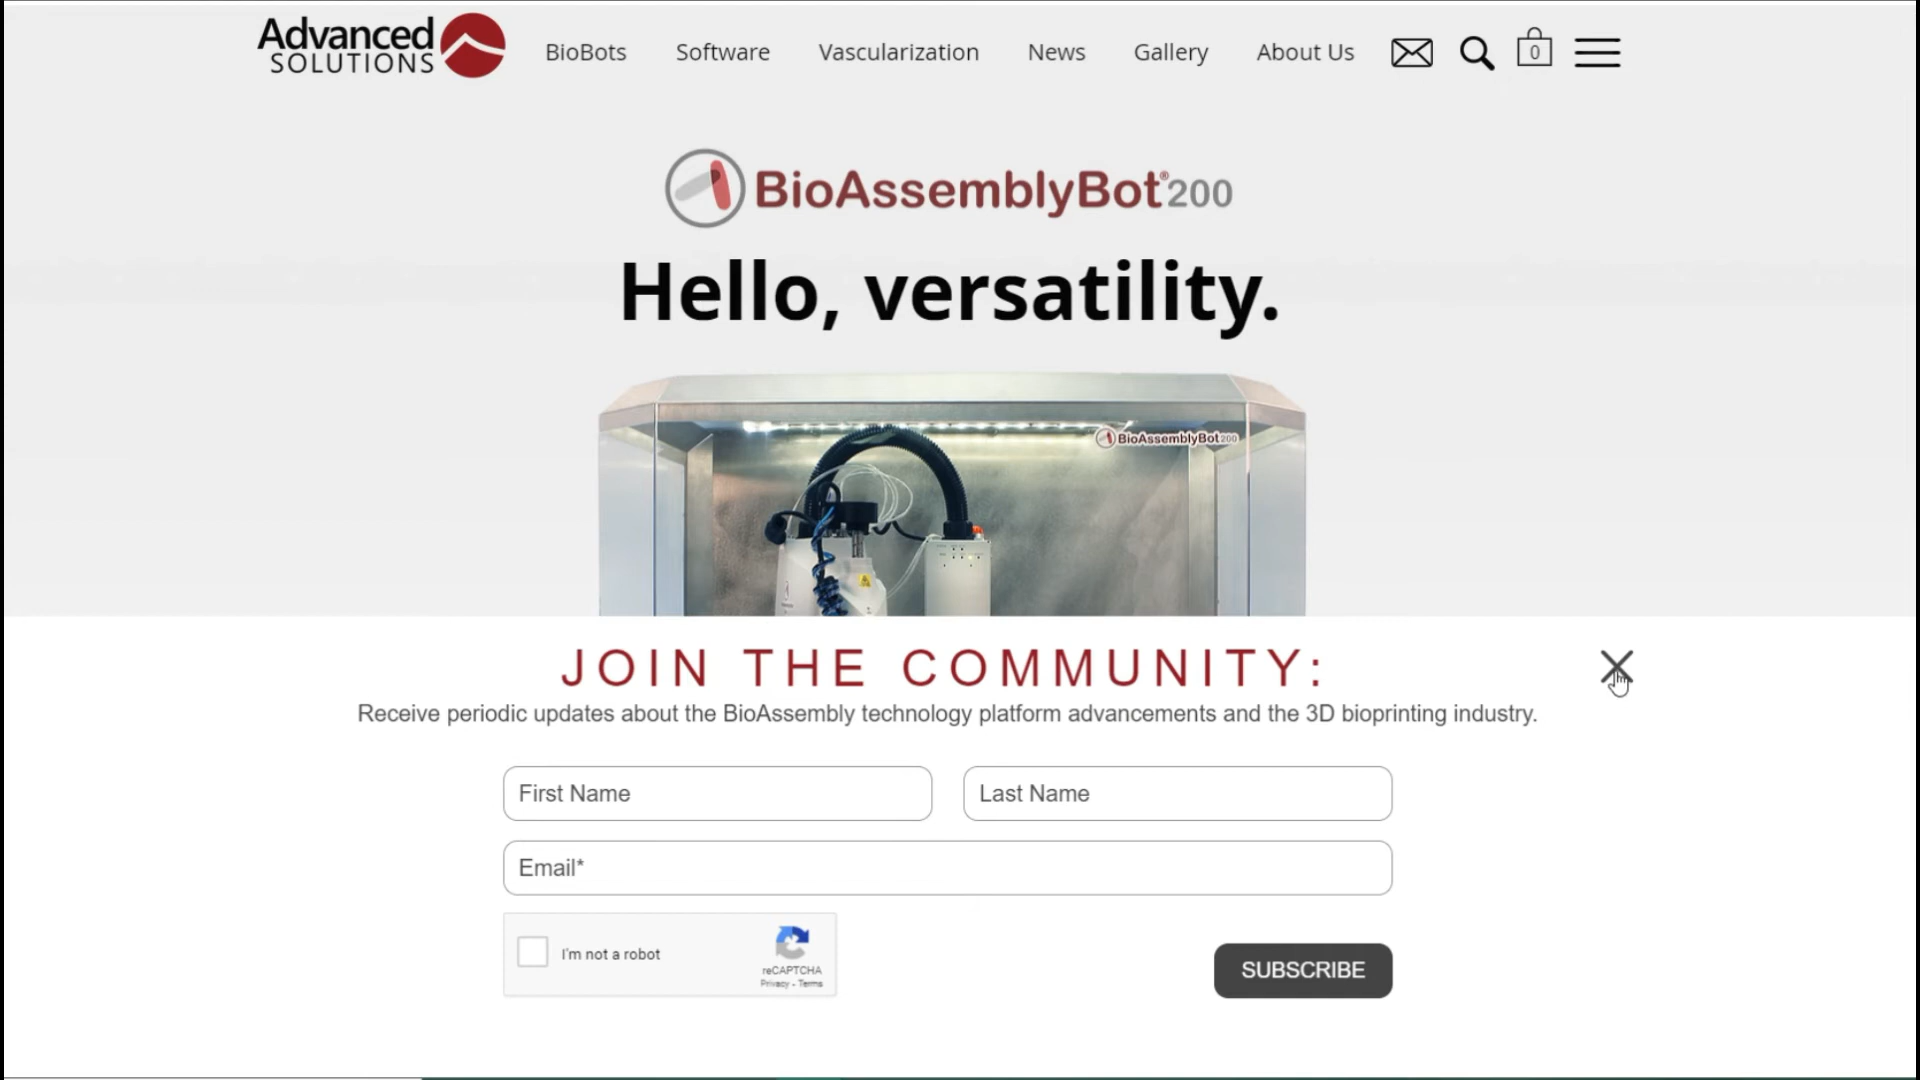 Advanced
SOLUTIONS
BioBots
Software
Vascularization
News
Gallery
About Us
0
BioAssemblyBot®200
Hello, versatility.
BioAssemblyBot200
JOIN THE COMMUNITY:
Receive periodic updates about the BioAssembly technology platform advancements and the 3D bioprinting industry.
First Name
Last Name
Email*
I'm not a robot
reCAPTCHA
Privacy - Terms
SUBSCRIBE